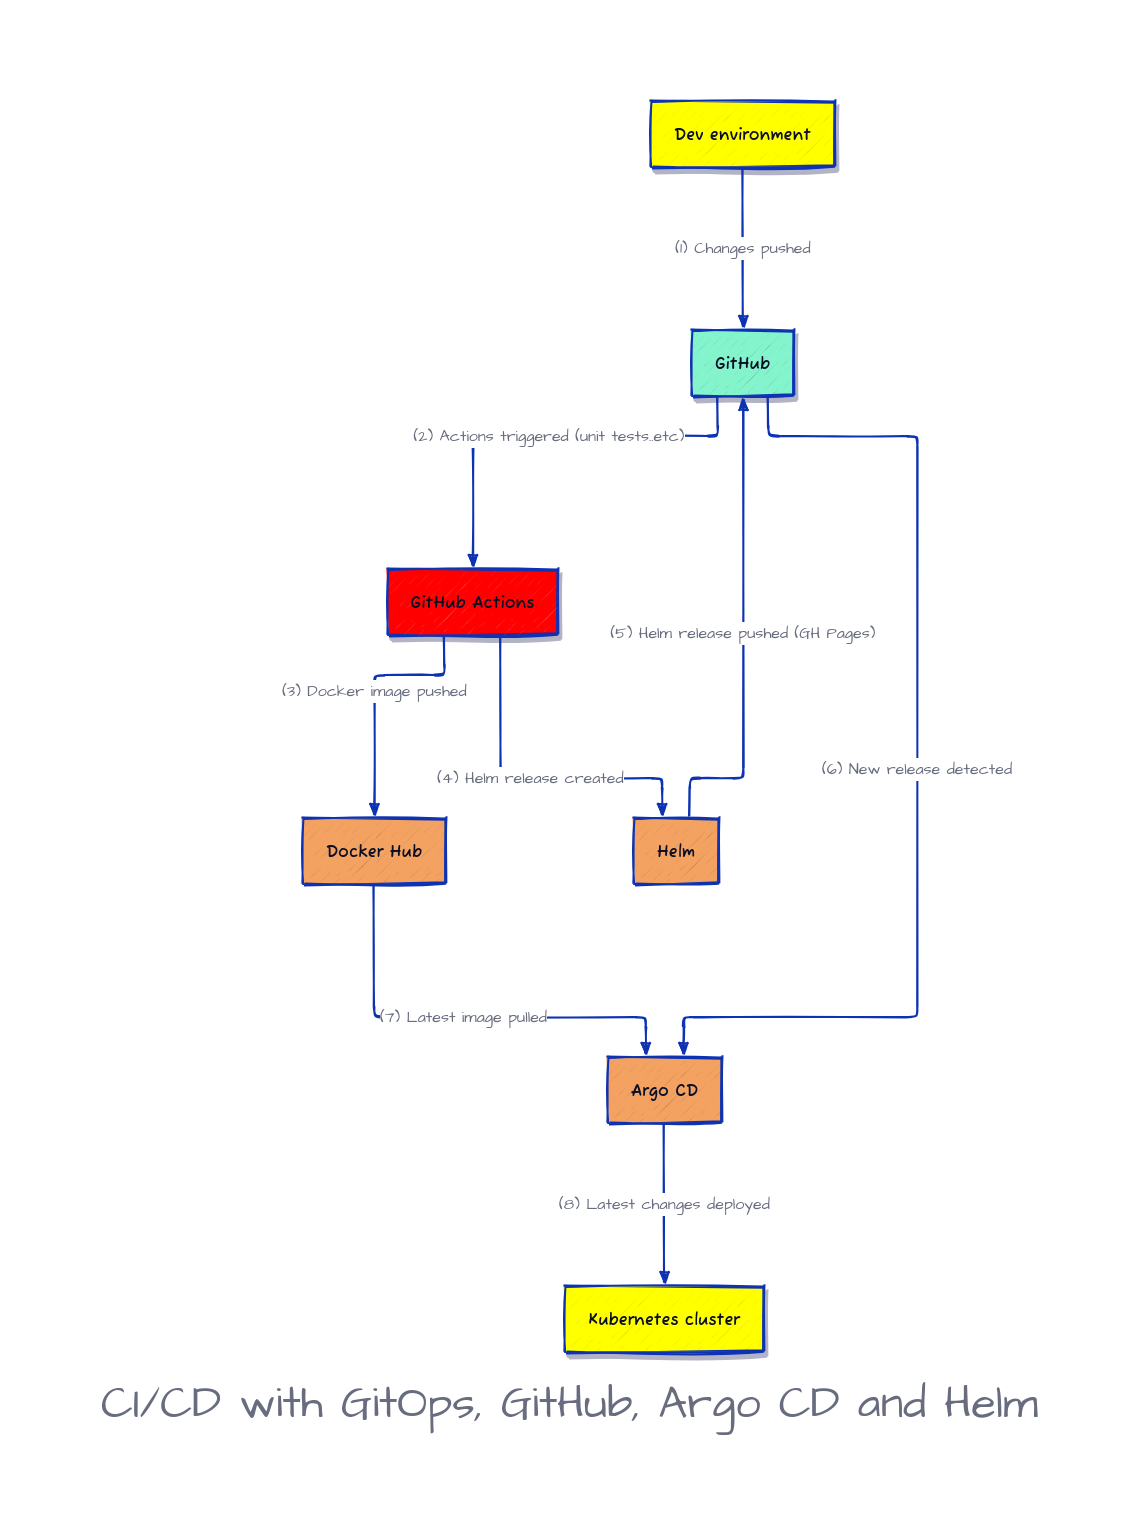 Dev environment
(1) Changes pushed
GitHub
(2) Actions triggered (unit tests..etc)
GitHub Actions
(5) Helm release pushed (GH Pages)
(3) Docker image pushed
(6) New release detected
(4) Helm release created
Docker Hub
Helm
(7) Latest image pulled
Argo CD
(8) Latest changes deployed
Kubernetes cluster
CI/CD with GitOps, GitHub, Argo CD and Helm